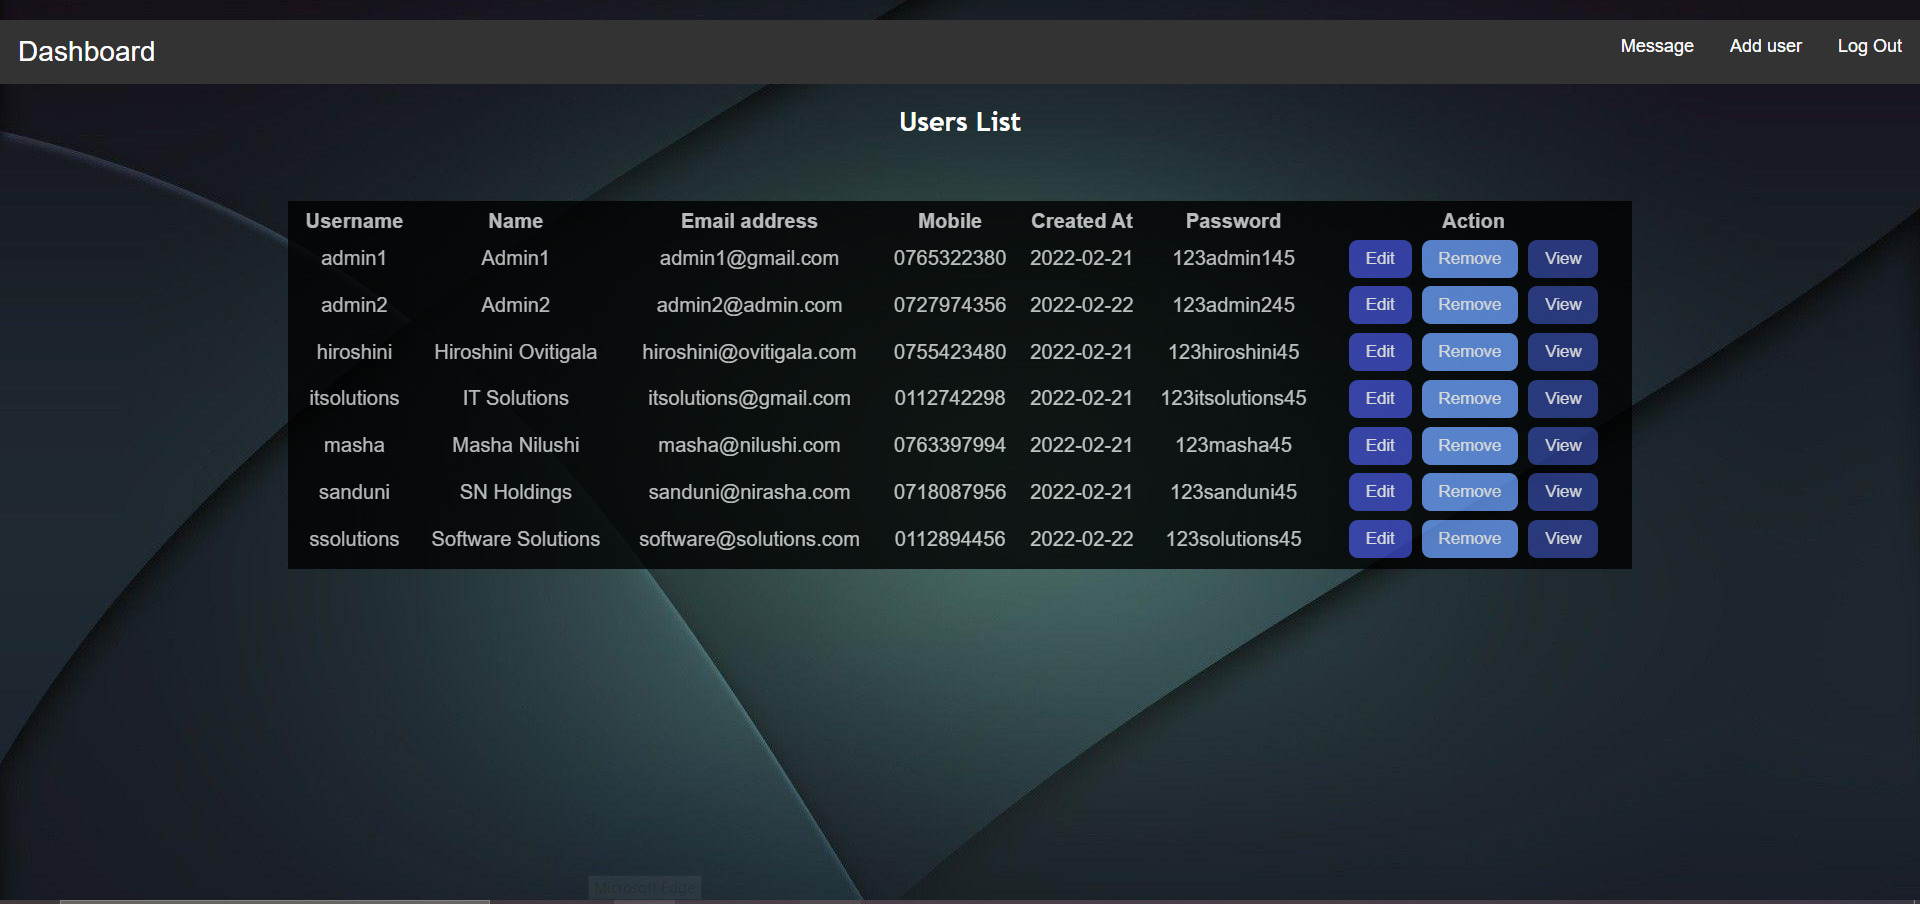 Dashboard Message Add user Log Out
Users List
Username Name Email address Mobile Created At Password Action
admin1 Admin1 admin1@gmail.com 0765322380 2022-02-21 123admin145 Edit Remove View
admin2 Admin2 admin2@admin.com 0727974356 2022-02-22 123admin245 Edit Remove View
hiroshini Hiroshini Ovitigala hiroshini@ovitigala.com 0755423480 2022-02-21 123hiroshini45 Edit Remove View
itsolutions IT Solutions itsolutions@gmail.com 0112742298 2022-02-21 123itsolutions45 Edit Remove View
masha Masha Nilushi masha@nilushi.com 0763397994 2022-02-21 123masha45 Edit Remove View
sanduni SN Holdings sanduni@nirasha.com 0718087956 2022-02-21 123sanduni45 Edit Remove View
ssolutions Software Solutions software@solutions.com 0112894456 2022-02-22 123solutions45 Edit Remove View
Microsoft Edge